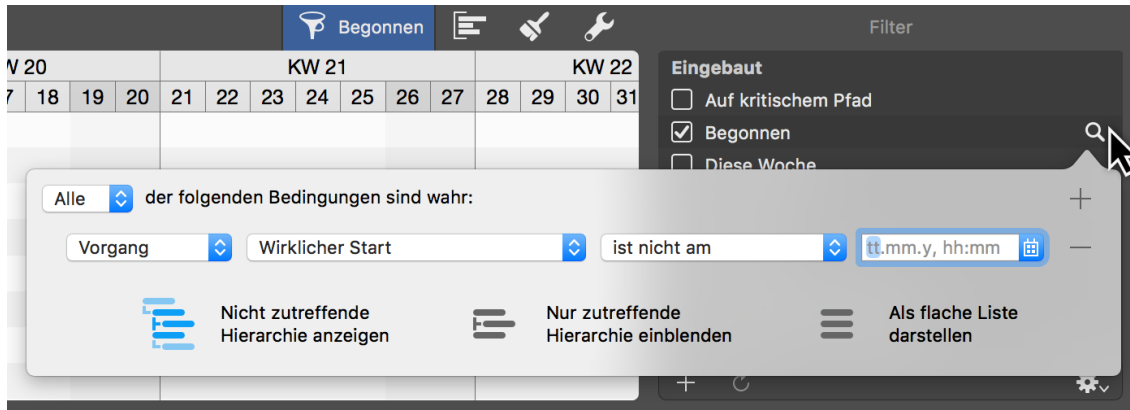 Begonnen
Filter
KW 20 KW 21 KW 22
18 19 20 21 22 23 24 25 26 27 28 29 30 31
Eingebaut
Auf kritischem Pfad
Begonnen
Diese Woche
Alle der folgenden Bedingungen sind wahr:
Vorgang Wirklicher Start ist nicht am tt.mm.y, hh:mm
Nicht zutreffende
Hierarchie anzeigen
Nur zutreffende
Hierarchie einblenden
Als flache Liste
darstellen